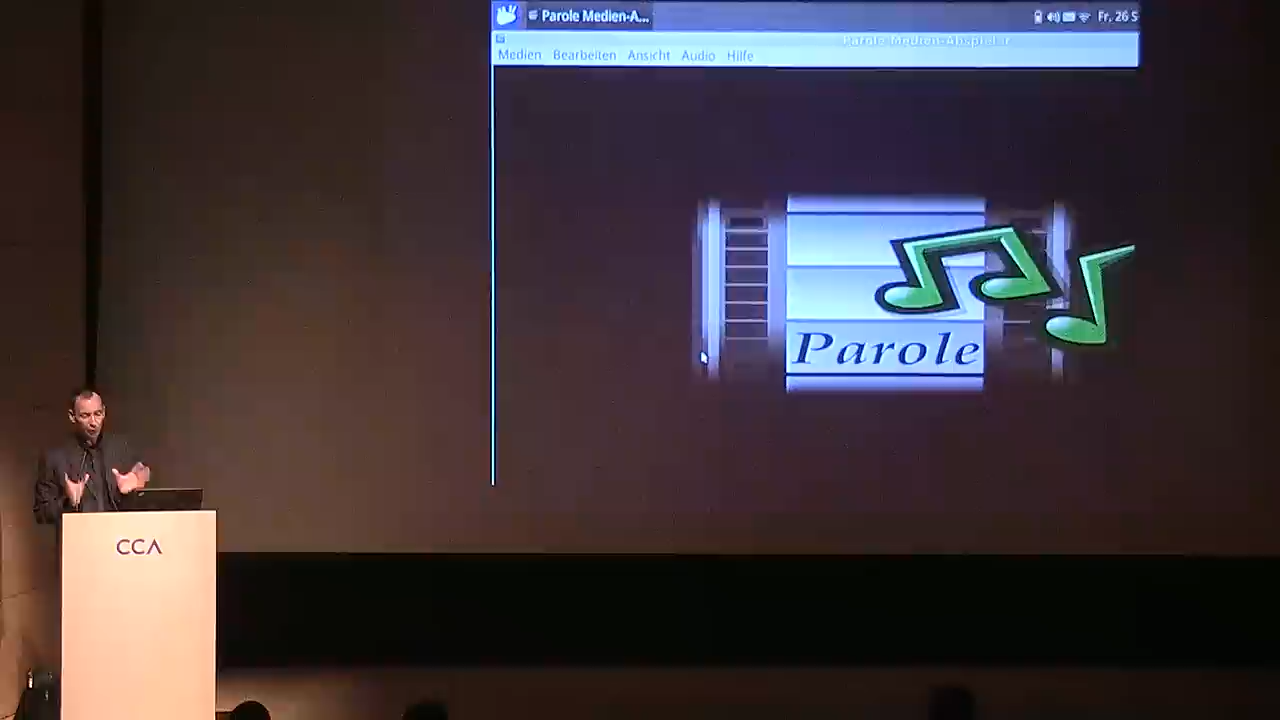 Parole Medien-A...
Fr, 26 S
Parole Medien-Abspieler
Medien Bearbeiten Ansicht Audio Hilfe
Parole
CCA